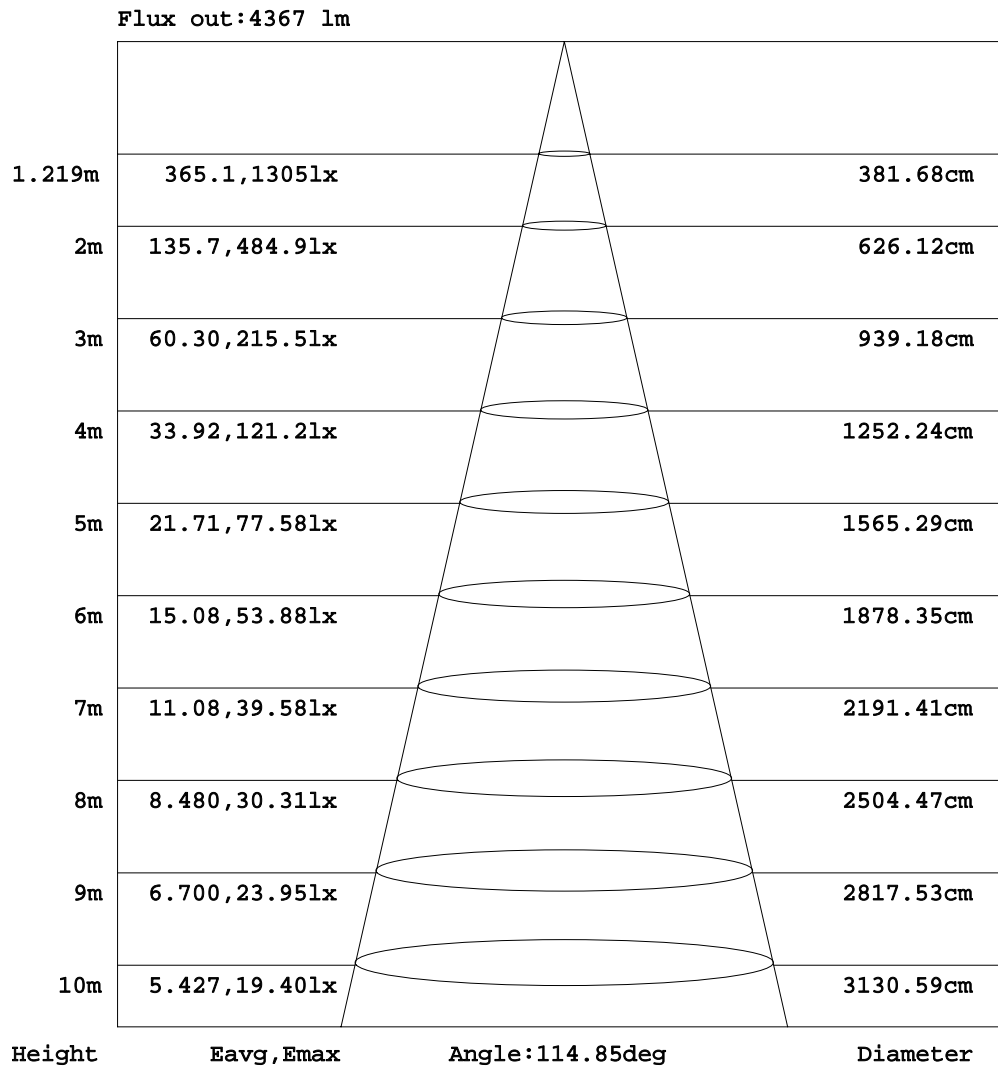 Flux out:4367 lm
1.219m 365.1,1305lx 381.68cm
2m 135.7,484.9lx 626.12cm
3m 60.30,215.5lx 939.18cm
4m 33.92,121.2lx 1252.24cm
5m 21.71,77.58lx 1565.29cm
6m 15.08,53.88lx 1878.35cm
7m 11.08,39.58lx 2191.41cm
8m 8.480,30.31lx 2504.47cm
9m 6.700,23.95lx 2817.53cm
10m 5.427,19.40lx 3130.59cm
Height Eavg,Emax Angle:114.85deg Diameter